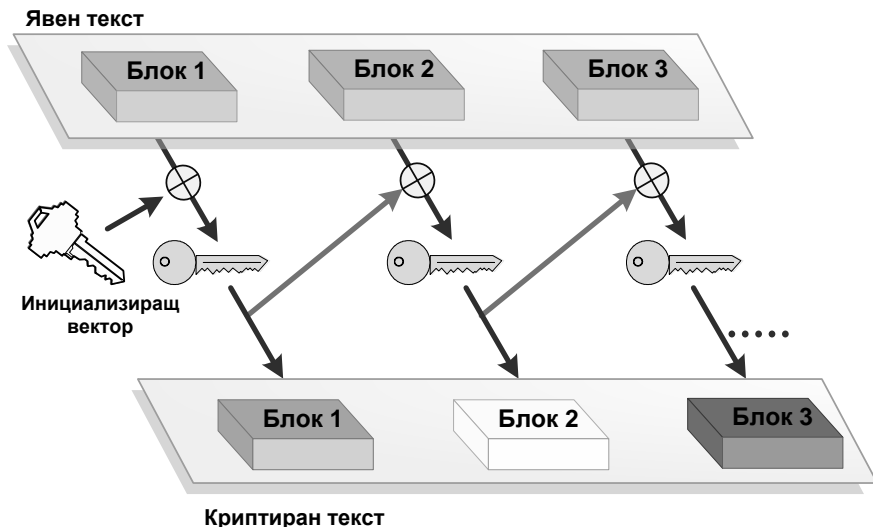 Явен текст
Блок 1
Блок 2
Блок 3
Инициализиращ
вектор
.....
Блок 1
Блок 2
Блок 3
Криптиран текст